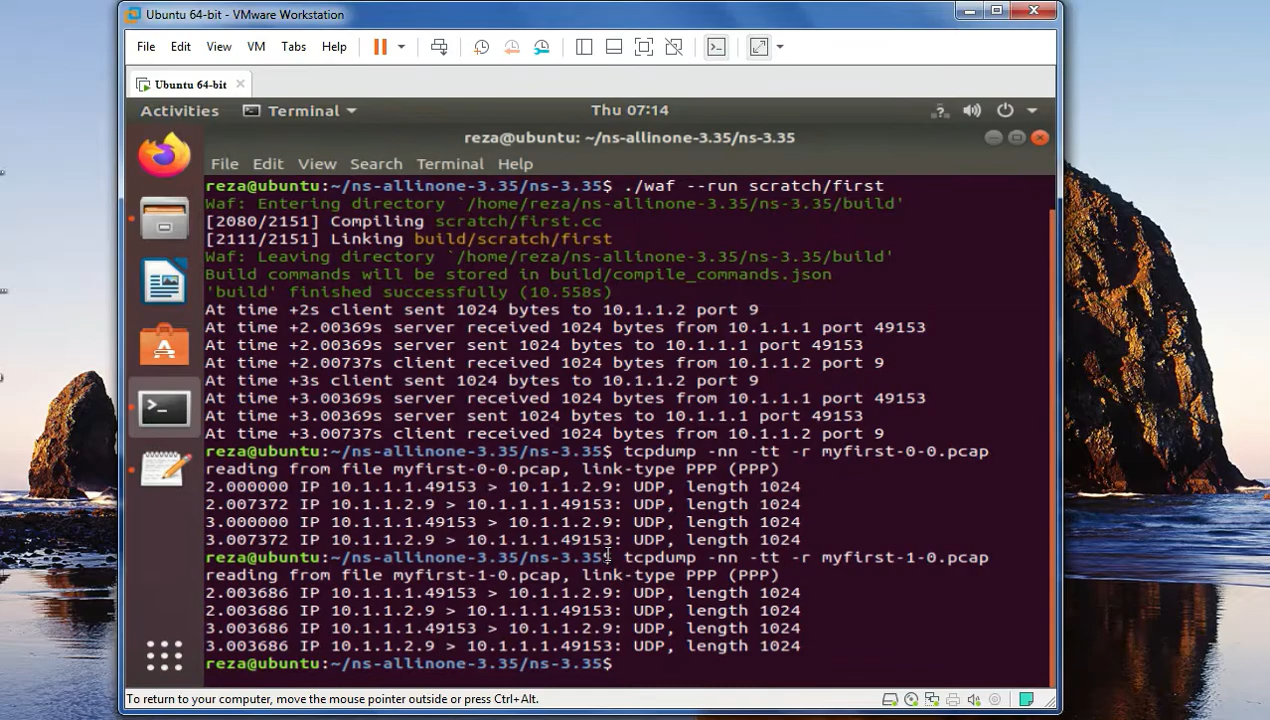 Ubuntu 64-bit - VMware Workstation
File Edit View VM Tabs Help
Ubuntu 64-bit
Activities Terminal Thu 07:14
reza@ubuntu: ~/ns-allinone-3.35/ns-3.35
File Edit View Search Terminal Help
reza@ubuntu:~/ns-allinone-3.35/ns-3.35$ ./waf --run scratch/first
Waf: Entering directory `/home/reza/ns-allinone-3.35/ns-3.35/build'
[2080/2151] Compiling scratch/first.cc
[2111/2151] Linking build/scratch/first
Waf: Leaving directory `/home/reza/ns-allinone-3.35/ns-3.35/build'
Build commands will be stored in build/compile_commands.json
'build' finished successfully (10.558s)
At time +2s client sent 1024 bytes to 10.1.1.2 port 9
At time +2.00369s server received 1024 bytes from 10.1.1.1 port 49153
At time +2.00369s server sent 1024 bytes to 10.1.1.1 port 49153
At time +2.00737s client received 1024 bytes from 10.1.1.2 port 9
At time +3s client sent 1024 bytes to 10.1.1.2 port 9
At time +3.00369s server received 1024 bytes from 10.1.1.1 port 49153
At time +3.00369s server sent 1024 bytes to 10.1.1.1 port 49153
At time +3.00737s client received 1024 bytes from 10.1.1.2 port 9
reza@ubuntu:~/ns-allinone-3.35/ns-3.35$ tcpdump -nn -tt -r myfirst-0-0.pcap
reading from file myfirst-0-0.pcap, link-type PPP (PPP)
2.000000 IP 10.1.1.1.49153 > 10.1.1.2.9: UDP, length 1024
2.007372 IP 10.1.1.2.9 > 10.1.1.1.49153: UDP, length 1024
3.000000 IP 10.1.1.1.49153 > 10.1.1.2.9: UDP, length 1024
3.007372 IP 10.1.1.2.9 > 10.1.1.1.49153: UDP, length 1024
reza@ubuntu:~/ns-allinone-3.35/ns-3.35$ tcpdump -nn -tt -r myfirst-1-0.pcap
reading from file myfirst-1-0.pcap, link-type PPP (PPP)
2.003686 IP 10.1.1.1.49153 > 10.1.1.2.9: UDP, length 1024
2.003686 IP 10.1.1.2.9 > 10.1.1.1.49153: UDP, length 1024
3.003686 IP 10.1.1.1.49153 > 10.1.1.2.9: UDP, length 1024
3.003686 IP 10.1.1.2.9 > 10.1.1.1.49153: UDP, length 1024
reza@ubuntu:~/ns-allinone-3.35/ns-3.35$
To return to your computer, move the mouse pointer outside or press Ctrl+Alt.